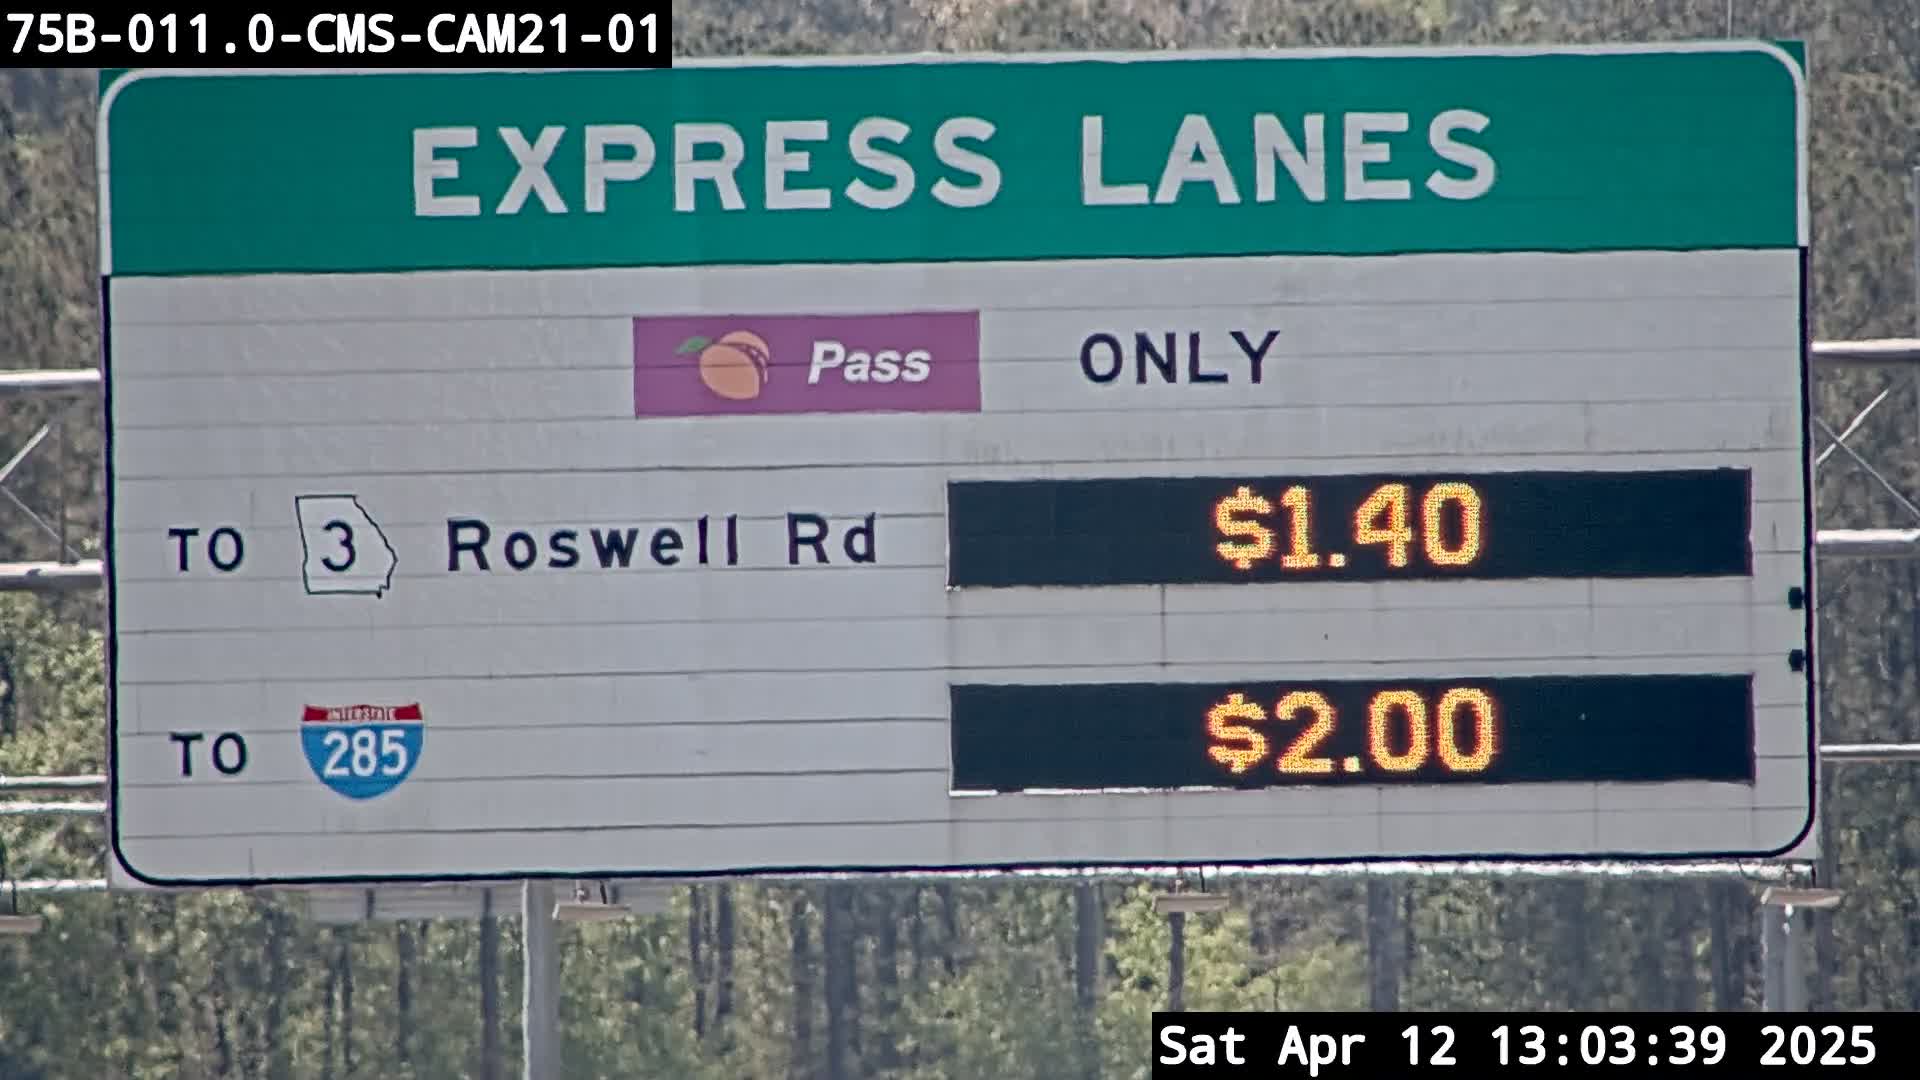 75B-011.0-CMS-CAM21-01
EXPRESS LANES
Pass ONLY
TO 3 Roswell Rd $1.40
INTERSTATE
TO 285 $2.00
Sat Apr 12 13:03:39 2025